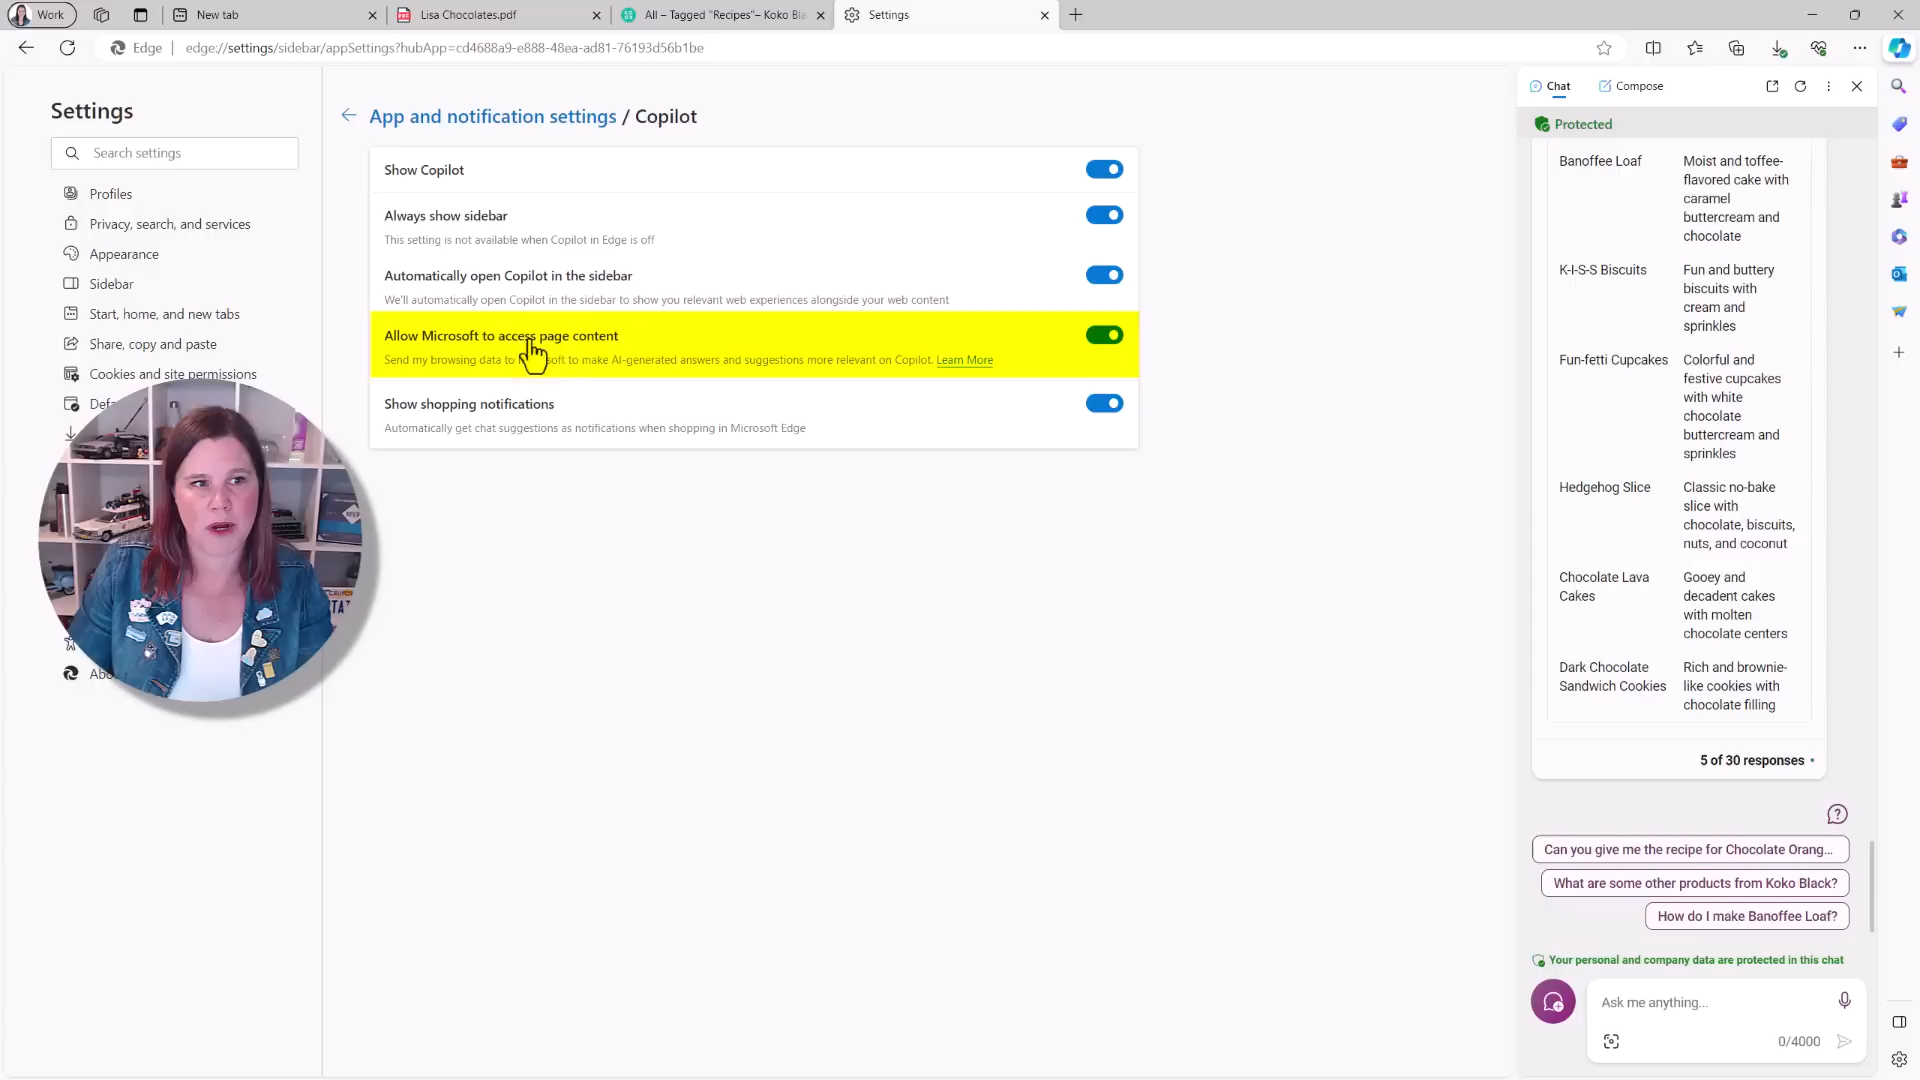 Work
New tab
Lisa Chocolates.pdf
All – Tagged "Recipes"– Koko Bla
Settings
Edge
edge://settings/sidebar/appSettings?hubApp=cd4688a9-e888-48ea-ad81-76193d56b1be
Settings
Search settings
Profiles
Privacy, search, and services
Appearance
Sidebar
Start, home, and new tabs
Share, copy and paste
Cookies and site permissions
App and notification settings / Copilot
Show Copilot
Always show sidebar
This setting is not available when Copilot in Edge is off
Automatically open Copilot in the sidebar
We'll automatically open Copilot in the sidebar to show you relevant web experiences alongside your web content
Allow Microsoft to access page content
Send my browsing data to soft to make AI-generated answers and suggestions more relevant on Copilot. Learn More
Show shopping notifications
Automatically get chat suggestions as notifications when shopping in Microsoft Edge
Chat
Compose
Protected
Banoffee Loaf
Moist and toffee-
flavored cake with
caramel
buttercream and
chocolate
K-I-S-S Biscuits
Fun and buttery
biscuits with
cream and
sprinkles
Fun-fetti Cupcakes
Colorful and
festive cupcakes
with white
chocolate
buttercream and
sprinkles
Hedgehog Slice
Classic no-bake
slice with
chocolate, biscuits,
nuts, and coconut
Chocolate Lava
Cakes
Gooey and
decadent cakes
with molten
chocolate centers
Dark Chocolate
Sandwich Cookies
Rich and brownie-
like cookies with
chocolate filling
5 of 30 responses
Can you give me the recipe for Chocolate Orang...
What are some other products from Koko Black?
How do I make Banoffee Loaf?
Your personal and company data are protected in this chat
Ask me anything...
0/4000